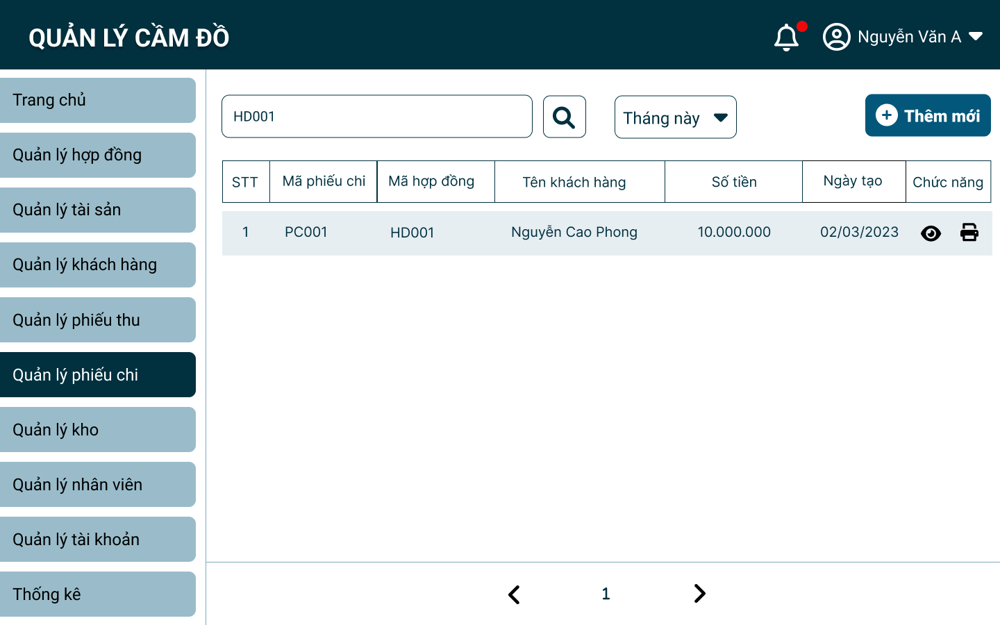 QUẢN LÝ CẦM ĐỒ
Nguyễn Văn A
Trang chủ
Quản lý hợp đồng
Quản lý tài sản
Quản lý khách hàng
Quản lý phiếu thu
Quản lý phiếu chi
Quản lý kho
Quản lý nhân viên
Quản lý tài khoản
Thống kê
HD001
Tháng này
Thêm mới
STT Mã phiếu chi Mã hợp đồng Tên khách hàng Số tiền Ngày tạo Chức năng
1 PC001 HD001 Nguyễn Cao Phong 10.000.000 02/03/2023
1